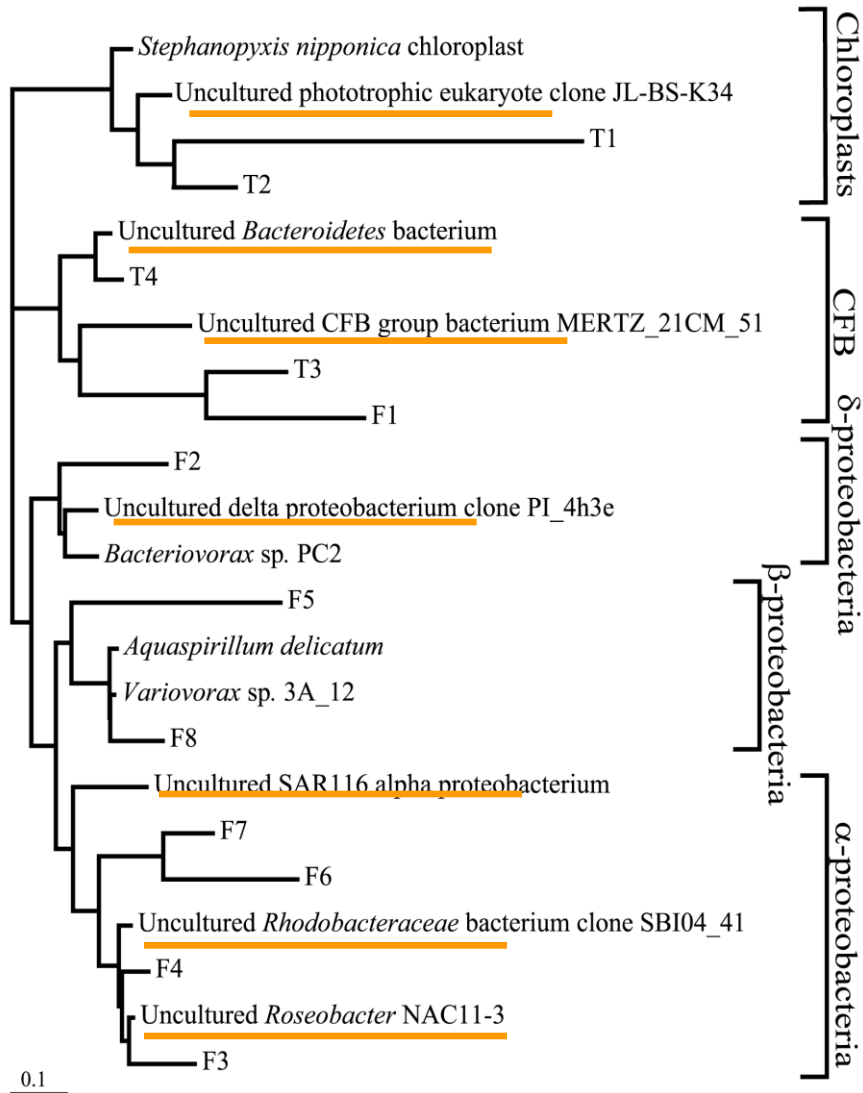 Stephanopyxis nipponica chloroplast
Uncultured phototrophic eukaryote clone JL-BS-K34
T1
T2
Chloroplasts
Uncultured Bacteroidetes bacterium
T4
Uncultured CFB group bacterium MERTZ_21CM_51
T3
F1
CFB
F2
Uncultured delta proteobacterium clone PI_4h3e
Bacteriovorax sp. PC2
δ-proteobacteria
F5
Aquaspirillum delicatum
Variovorax sp. 3A_12
F8
β-proteobacteria
Uncultured SAR116 alpha proteobacterium
F7
F6
Uncultured Rhodobacteraceae bacterium clone SBI04_41
F4
Uncultured Roseobacter NAC11-3
F3
α-proteobacteria
0.1